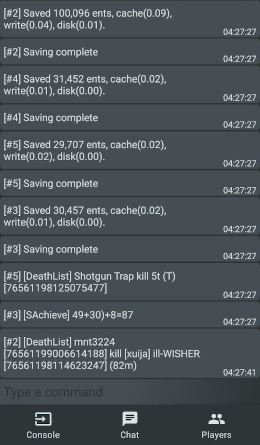 [#2] Saved 100,096 ents, cache(0.09),
write(0.04), disk(0.01).
04:27:27
[#2] Saving complete
04:27:27
[#4] Saved 31,452 ents, cache(0.02),
write(0.01), disk(0.00).
04:27:27
[#4] Saving complete
04:27:27
[#5] Saved 29,707 ents, cache(0.02),
write(0.02), disk(0.00).
04:27:27
[#5] Saving complete
04:27:27
[#3] Saved 30,457 ents, cache(0.02),
write(0.01), disk(0.00).
04:27:27
[#3] Saving complete
04:27:27
[#5] [DeathList] Shotgun Trap kill 5t (T)
[76561198125075477]
04:27:27
[#3] [SAchieve] 49+30)+8=87
04:27:27
[#2] [DeathList] mnt3224
[76561199006614188] kill [xuija] ill-WISHER
[76561198114623247] (82m)
04:27:41
Type a command
Console
Chat
Players